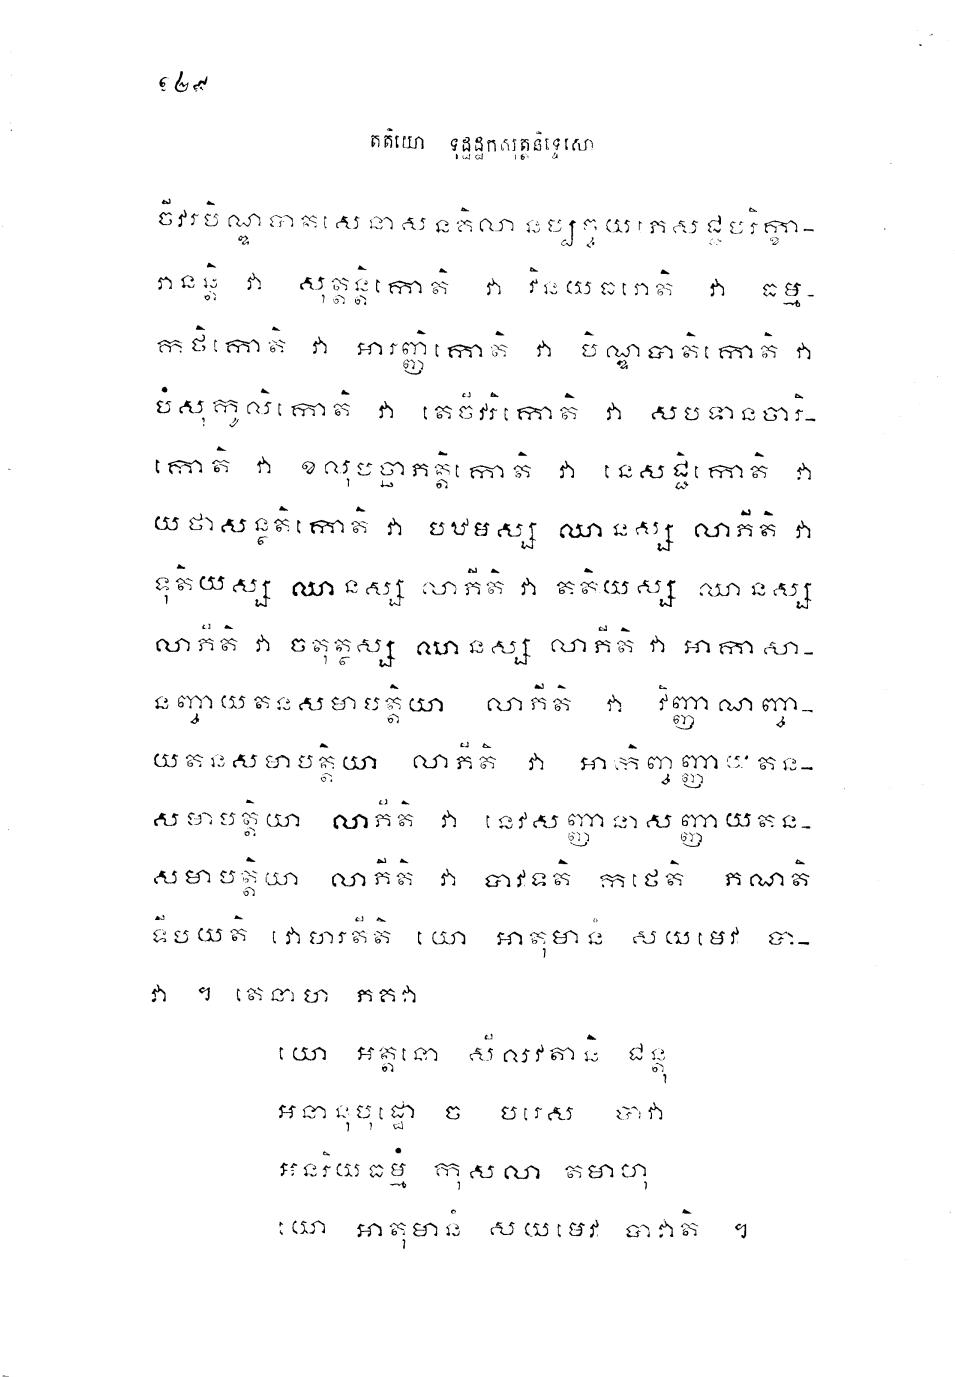 ១២៩
តតិយោ ទុដ្ឋដ្ឋកសុត្តនិទ្ទេសោ
ចីវរបិណ្ឌបាតសេនាសនគិលានប្បច្ចយភេសជ្ជបរិក្ខា-
រានន្តិ វា សុត្តន្តិកោតិ វា វិនយធរោតិ វា ធម្ម-
កថិកោតិ វា អារញ្ញិកោតិ វា បិណ្ឌបាតិកោតិ វា
បំសុកូលិកោតិ វា តេចីវរិកោតិ វា សបទានចារិ-
កោតិ វា ខលុបច្ឆាភត្តិកោតិ វា នេសជ្ជិកោតិ វា
យថាសន្ថតិកោតិ វា បឋមស្ស ឈានស្ស លាភីតិ វា
ទុតិយស្ស ឈានស្ស លាភីតិ វា តតិយស្ស ឈានស្ស
លាភីតិ វា ចតុត្ថស្ស ឈានស្ស លាភីតិ វា អាកាសា-
នញ្ចាយតនសមាបត្តិយា លាភីតិ វា វិញ្ញាណញ្ចា-
យតនសមាបត្តិយា លាភីតិ វា អាកិញ្ចញ្ញាយតន-
សមាបត្តិយា លាភីតិ វា នេវសញ្ញានាសញ្ញាយតន-
សមាបត្តិយា លាភីតិ វា បាវទតិ កថេតិ ភណតិ
ទីបយតិ វោហរតីតិ យោ អាតុមានំ សយមេវ បា-
វា ។ តេនាហ ភគវា
យោ អត្តនោ សីលវតានិ ជន្តុ
អនានុបុដ្ឋោ ច បរេស បាវា
អនរិយធម្មំ កុសលា តមាហុ
យោ អាតុមានំ សយមេវ បាវាតិ ។